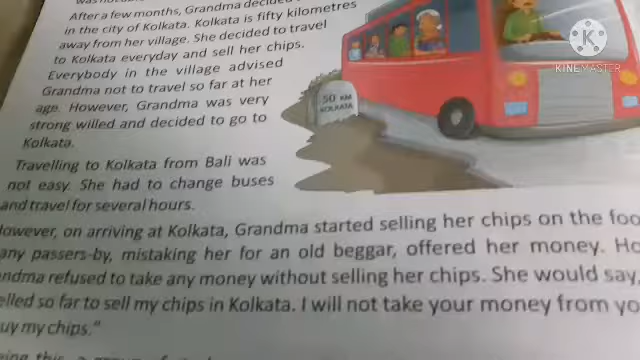 After a few months, Grandma decided
in the city of Kolkata. Kolkata is fifty kilometres
away from her village. She decided to travel
to Kolkata everyday and sell her chips.
Everybody in the village advised
Grandma not to travel so far at her
age. However, Grandma was very
strong willed and decided to go to
Kolkata.
50 KM
KOLKATA
KINEMASTER
Travelling to Kolkata from Bali was
not easy. She had to change buses
and travel for several hours.
owever, on arriving at Kolkata, Grandma started selling her chips on the foo
any passers-by, mistaking her for an old beggar, offered her money. Ho
ndma refused to take any money without selling her chips. She would say,
elled so far to sell my chips in Kolkata. I will not take your money from yo
uy my chips."